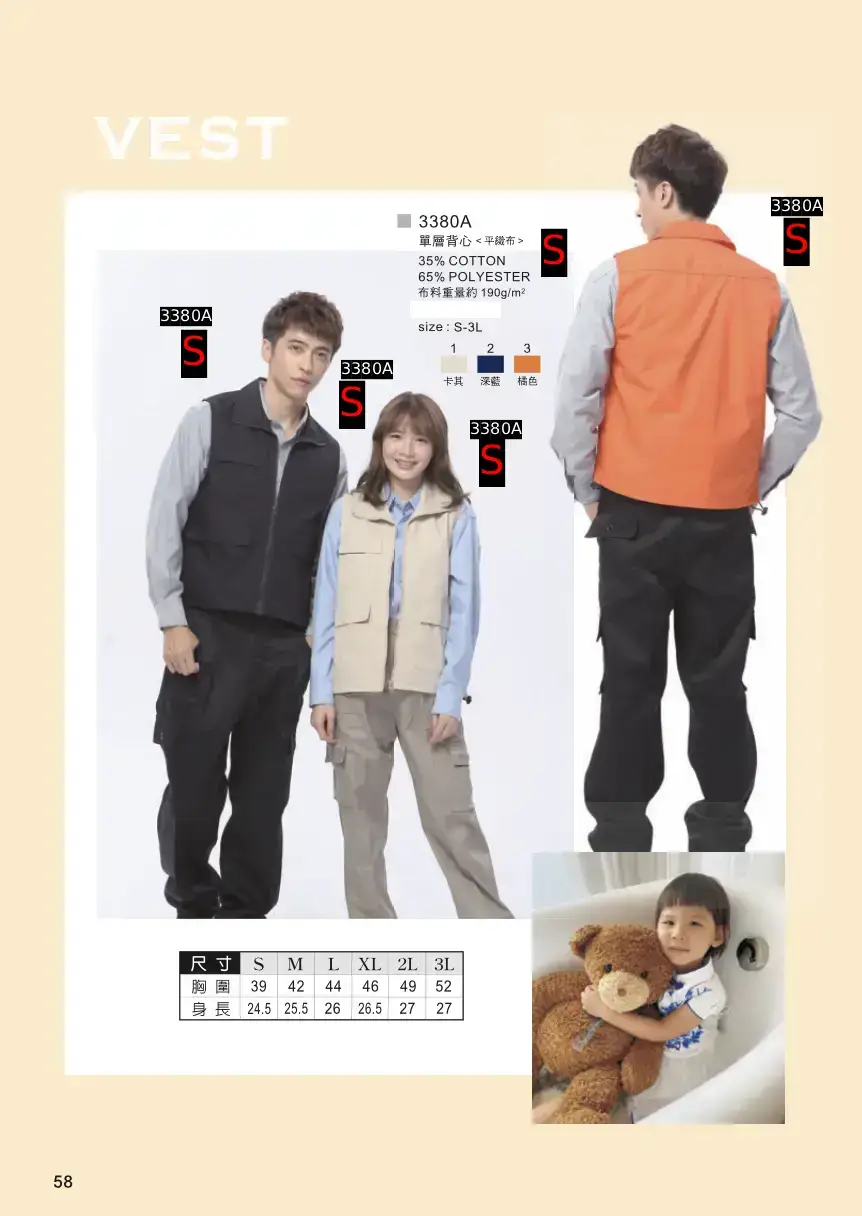 VEST
3380A
單層背心 < 平織布 >
35% COTTON
65% POLYESTER
布料重量約 190g/m²
size : S-3L
S
1 2 3
卡其 深藍 橘色
3380A
S
3380A
S
3380A
S
3380A
S
尺寸 S M L XL 2L 3L
胸圍 39 42 44 46 49 52
身長 24.5 25.5 26 26.5 27 27
58